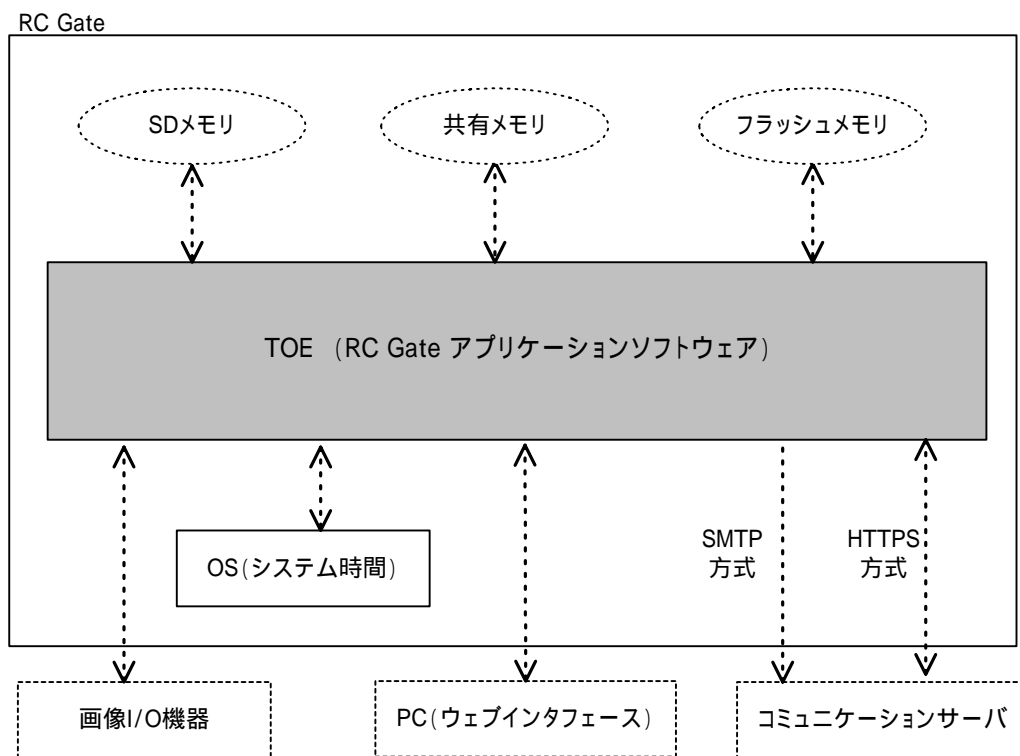 RC Gate
SDメモリ
共有メモリ
フラッシュメモリ
TOE （RC Gate アプリケーションソフトウェア）
OS(システム時間)
SMTP
方式
HTTPS
方式
画像I/O機器
PC(ウェブインタフェース)
コミュニケーションサーバ